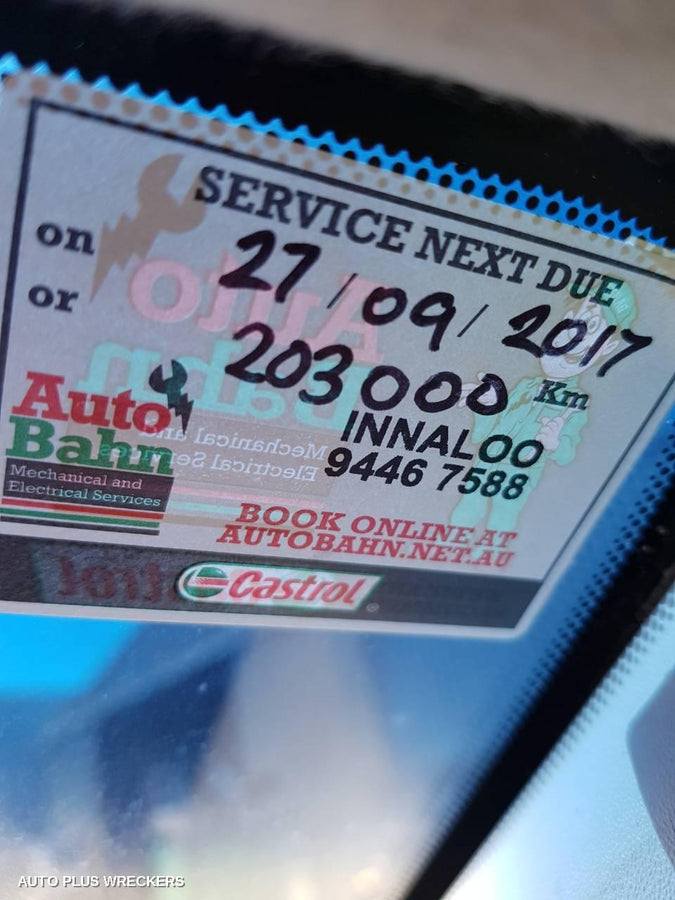 SERVICE NEXT DUE
on 27/09/2017
or 203000 Km
INNALOO
9446 7588
Auto
Bahn
Mechanical and
Electrical Services
BOOK ONLINE AT
AUTOBAHN.NET.AU
Castrol
AUTO PLUS WRECKERS